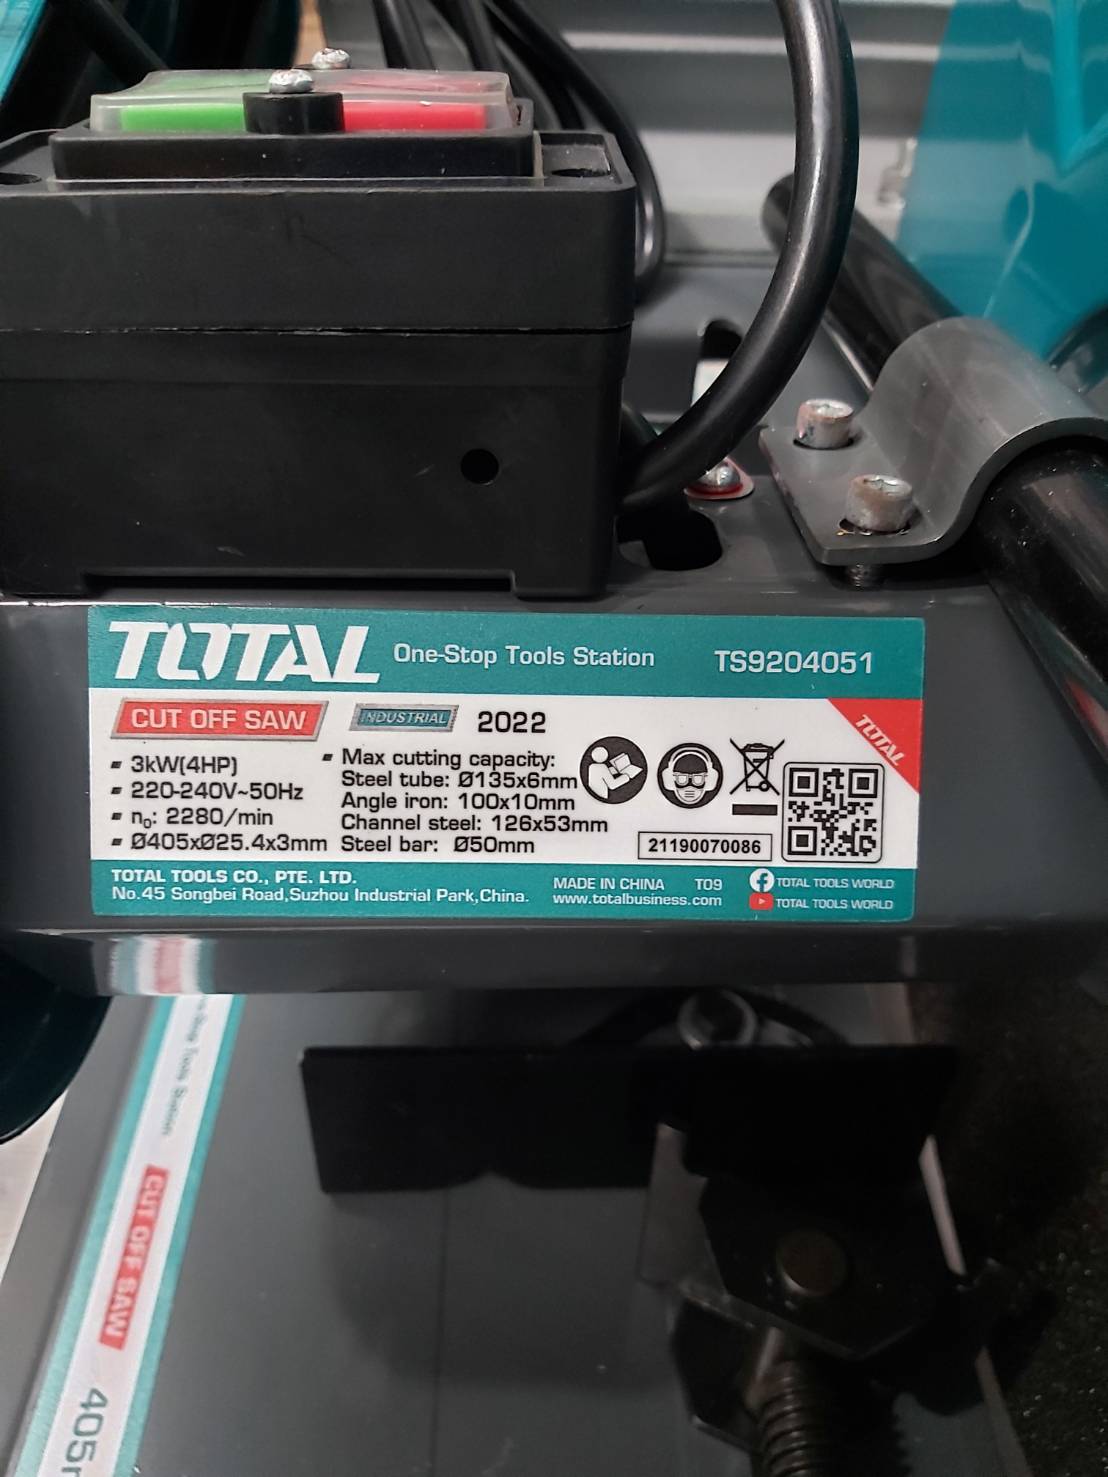 TOTAL One-Stop Tools Station TS9204051
CUT OFF SAW INDUSTRIAL 2022
TOTAL
3kW(4HP)
220-240V~50Hz
n₀: 2280/min
Ø405xØ25.4x3mm
Max cutting capacity:
Steel tube: Ø135x6mm
Angle iron: 100x10mm
Channel steel: 126x53mm
Steel bar: Ø50mm
21190070086
TOTAL TOOLS CO., PTE. LTD.
No.45 Songbei Road,Suzhou Industrial Park,China.
MADE IN CHINA T09
www.totalbusiness.com
TOTAL TOOLS WORLD
TOTAL TOOLS WORLD
Stop Tools Station
CUT OFF SAW
405